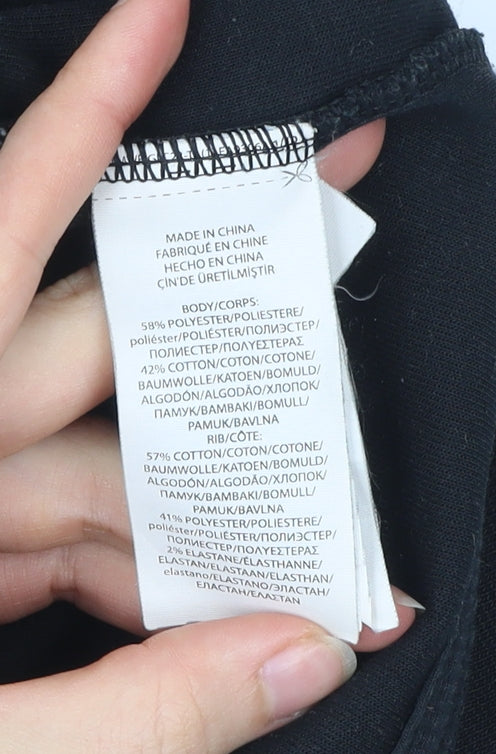 MADE IN CHINA
FABRIQUÉ EN CHINE
HECHO EN CHINA
ÇİN'DE ÜRETİLMİŞTİR
BODY/CORPS:
58% POLYESTER/POLIESTERE/
poliéster/POLIÉSTER/ПОЛИЭСТЕР/
ПОЛИЕСТЕР/ΠΟΛΥΕΣΤΕΡΑΣ
42% COTTON/COTON/COTONE/
BAUMWOLLE/KATOEN/BOMULD/
ALGODÓN/ALGODÃO/ХЛОПОК/
ПАМУК/ΒΑΜΒΑΚΙ/BOMULL/
PAMUK/BAVLNA
RIB/CÔTE:
57% COTTON/COTON/COTONE/
BAUMWOLLE/KATOEN/BOMULD/
ALGODÓN/ALGODÃO/ХЛОПОК/
ПАМУК/ΒΑΜΒΑΚΙ/BOMULL/
PAMUK/BAVLNA
41% POLYESTER/POLIESTERE/
poliéster/POLIÉSTER/ПОЛИЭСТЕР/
ПОЛИЕСТЕР/ΠΟΛΥΕΣΤΕΡΑΣ
2% ELASTANE/ÉLASTHANNE/
ELASTAN/ELASTAAN/ELASTHAN/
elastano/ELASTANO/ЭЛАСТАН/
ЕЛАСТАН/ΕΛΑΣΤΑΝ